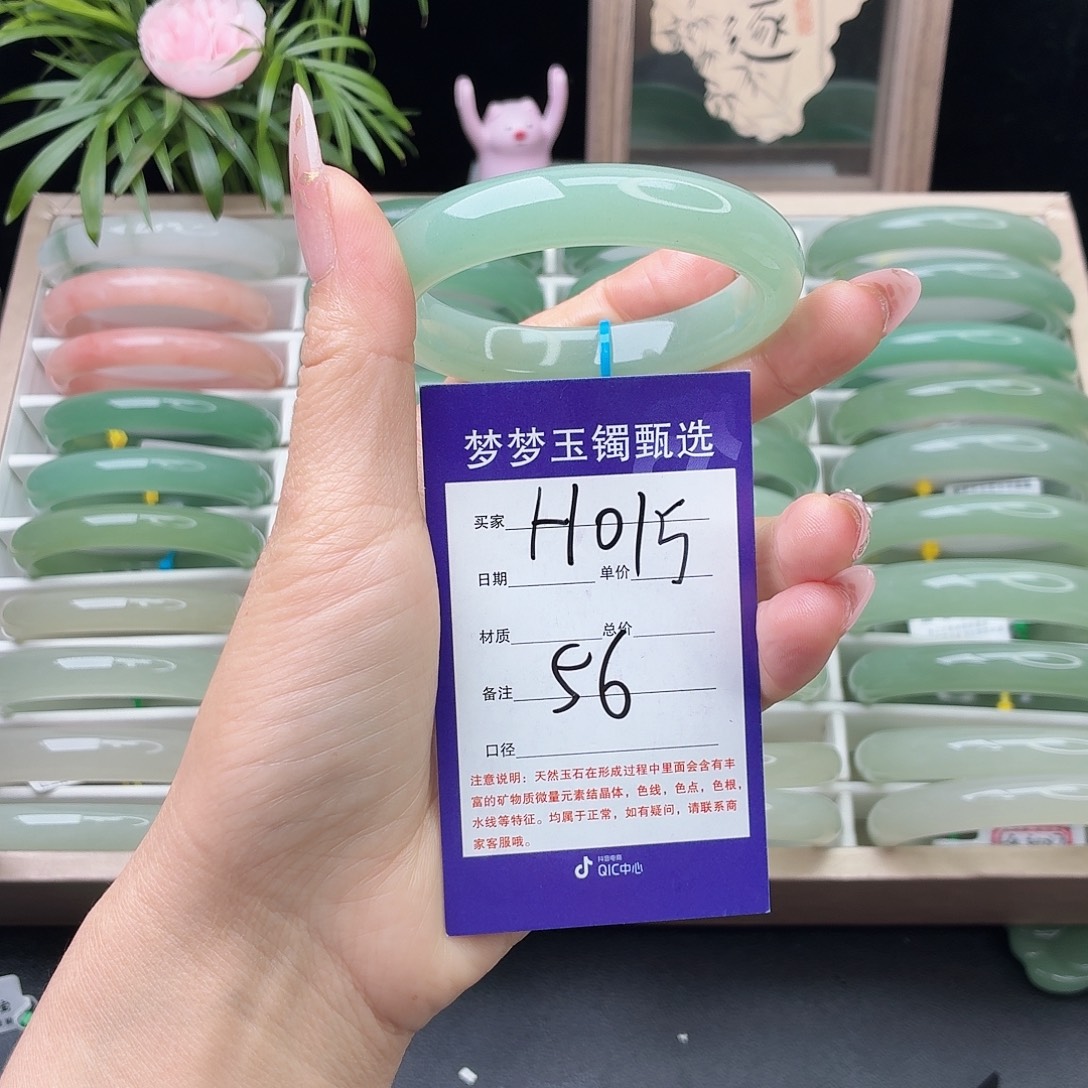 逐
梦梦玉镯甄选
买家 H015
日期 单价
材质 总价
备注 56
口径
注意说明：天然玉石在形成过程中里面会含有丰
富的矿物质微量元素结晶体，色线，色点，色根，
水线等特征。均属于正常，如有疑问，请联系商
家客服哦。
抖音电商
QIC中心